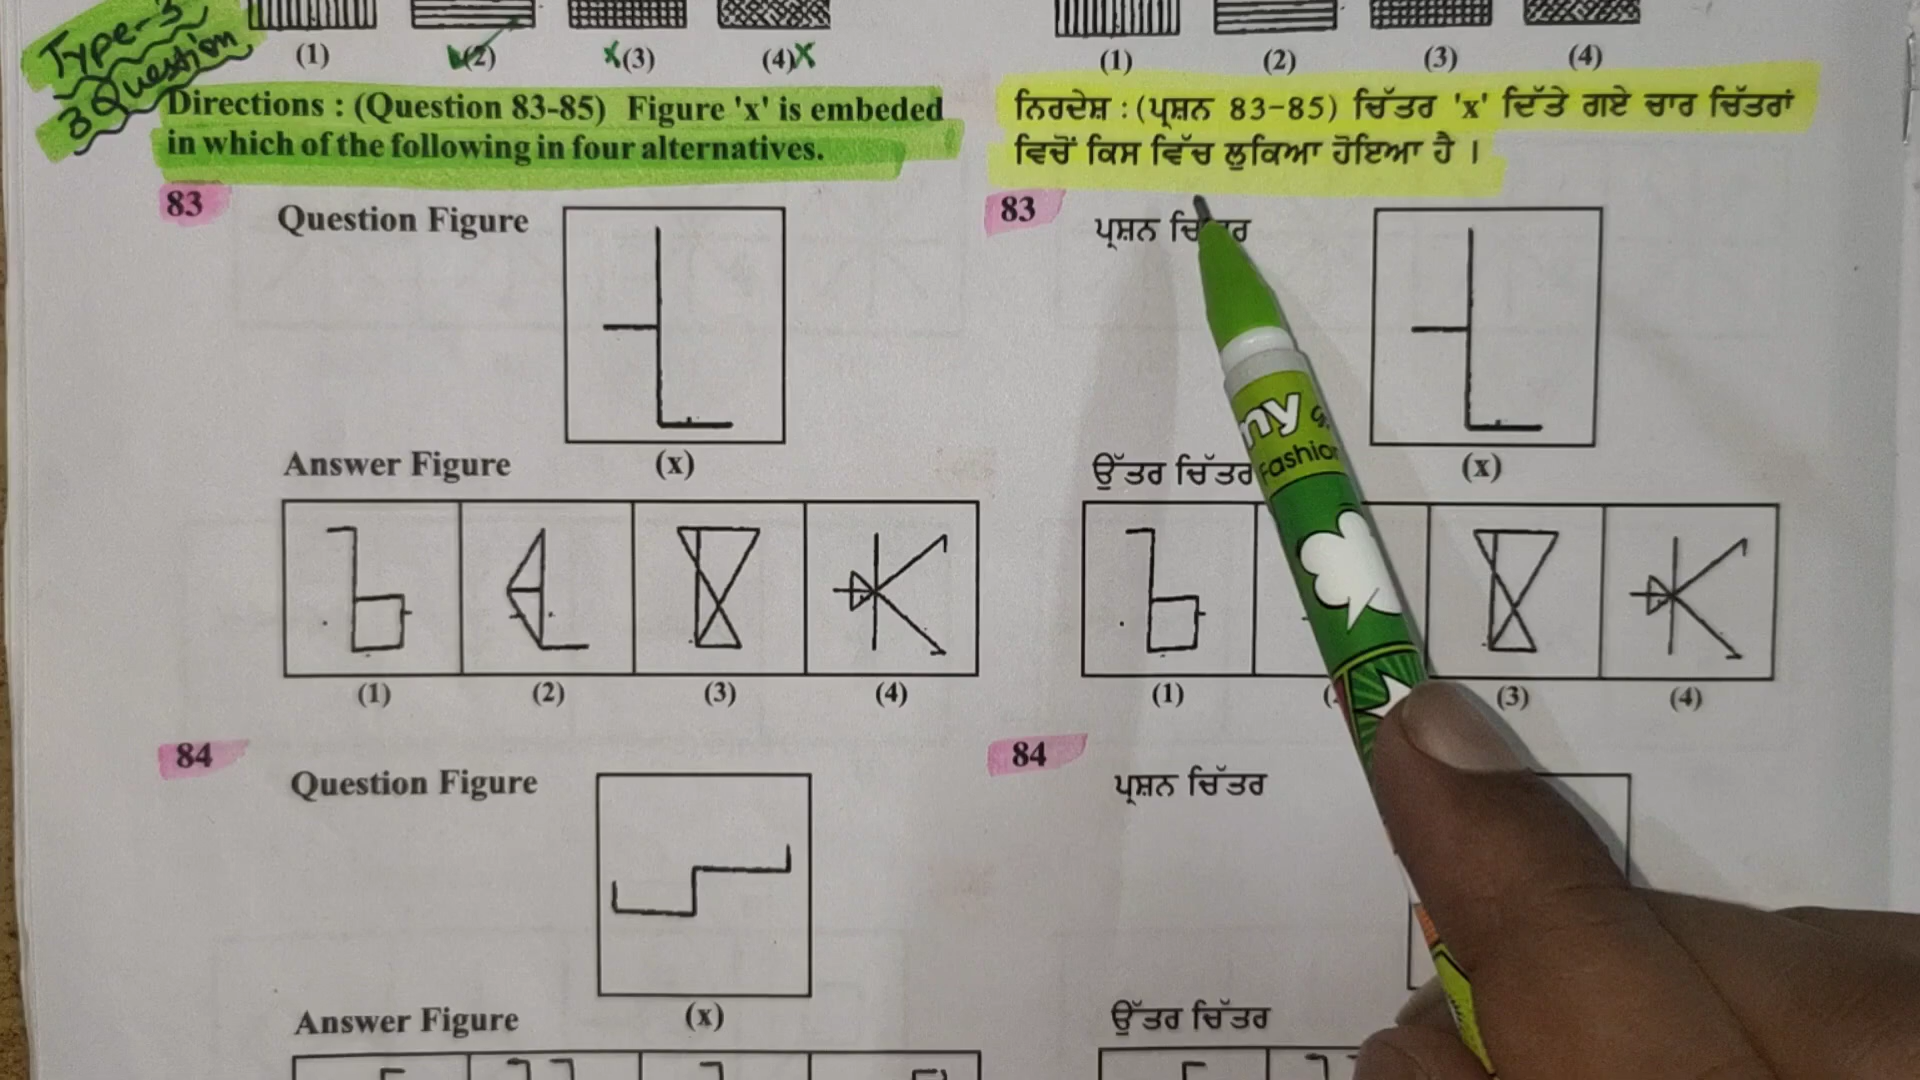 Type-3
3 Question
(1) (2) (3) (4)
(1) (2) (3) (4)
Directions : (Question 83-85) Figure 'x' is embeded
in which of the following in four alternatives.
ਨਿਰਦੇਸ਼ : (ਪ੍ਰਸ਼ਨ 83-85) ਚਿੱਤਰ 'x' ਦਿੱਤੇ ਗਏ ਚਾਰ ਚਿੱਤਰਾਂ
ਵਿਚੋਂ ਕਿਸ ਵਿੱਚ ਲੁਕਿਆ ਹੋਇਆ ਹੈ ।
83 Question Figure
(x)
Answer Figure
(1) (2) (3) (4)
83 ਪ੍ਰਸ਼ਨ ਚਿੱਤਰ
(x)
ਉੱਤਰ ਚਿੱਤਰ
(1) (3) (4)
my
Fashion
84 Question Figure
(x)
Answer Figure
84 ਪ੍ਰਸ਼ਨ ਚਿੱਤਰ
ਉੱਤਰ ਚਿੱਤਰ